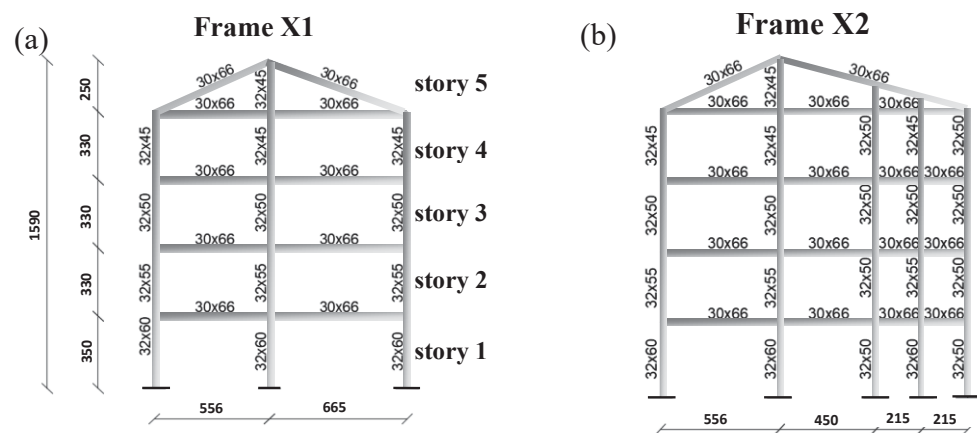 (a)
Frame X1
30x66
32x45
30x66
story 5
30x66
30x66
32x45
32x45
32x45
story 4
30x66
30x66
32x50
32x50
32x50
story 3
30x66
30x66
32x55
32x55
32x55
story 2
30x66
30x66
32x60
32x60
32x60
story 1
250
330
330
330
350
1590
556
665
(b)
Frame X2
30x66
32x45
30x66
30x66
30x66
30x66
32x45
32x45
32x50
32x45
32x50
30x66
30x66
30x66
30x66
32x50
32x50
32x50
32x50
32x50
30x66
30x66
30x66
30x66
32x55
32x55
32x50
32x55
32x50
30x66
30x66
30x66
30x66
32x60
32x60
32x50
32x60
32x50
556
450
215
215